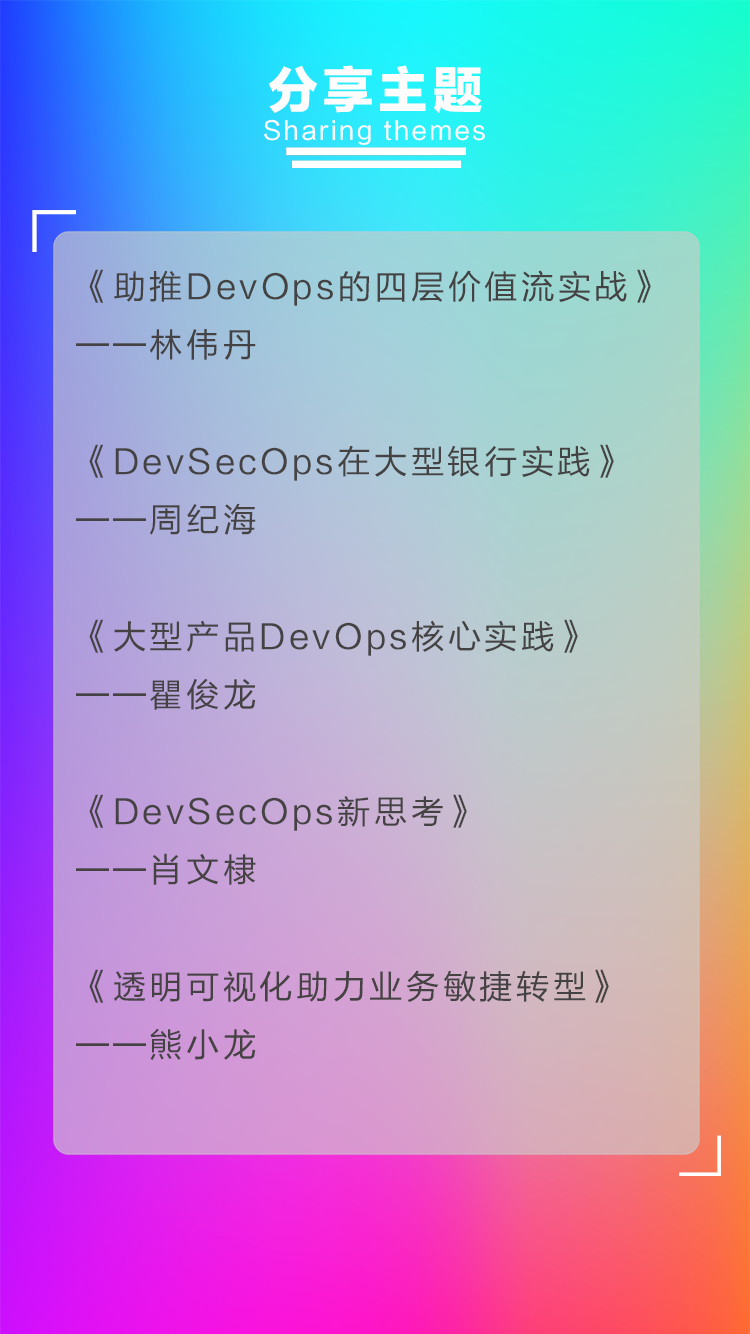 分享主题
Sharing themes
《助推DevOps的四层价值流实战》
——林伟丹
《DevSecOps在大型银行实践》
——周纪海
《大型产品DevOps核心实践》
——瞿俊龙
《DevSecOps新思考》
——肖文棣
《透明可视化助力业务敏捷转型》
——熊小龙